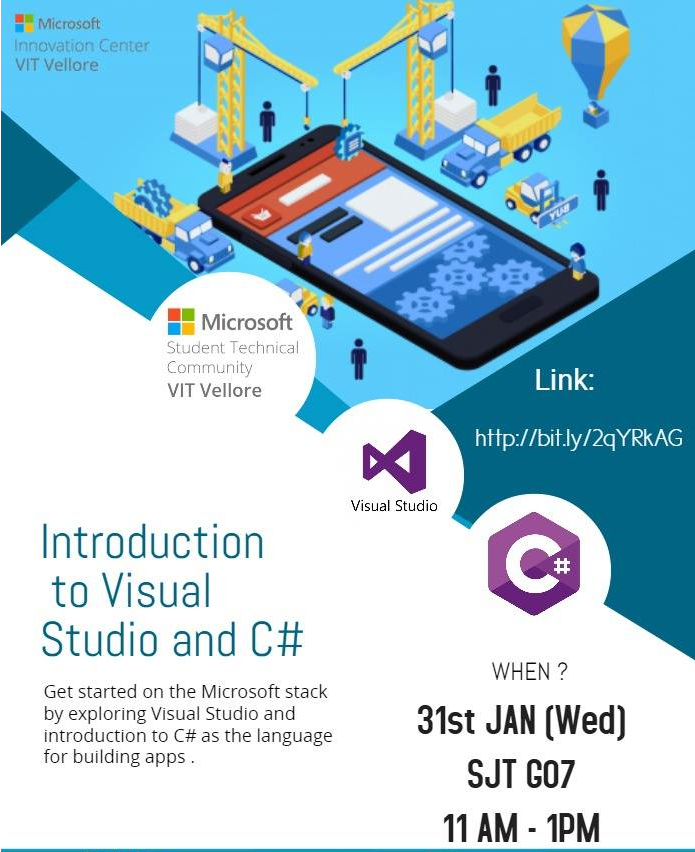 Microsoft
Innovation Center
VIT Vellore
BUY
Microsoft
Student Technical
Community
VIT Vellore
Link:
http://bit.ly/2qYRkAG
Visual Studio
C#
Introduction
to Visual
Studio and C#
Get started on the Microsoft stack
by exploring Visual Studio and
introduction to C# as the language
for building apps .
WHEN ?
31st JAN (Wed)
SJT G07
11 AM - 1PM